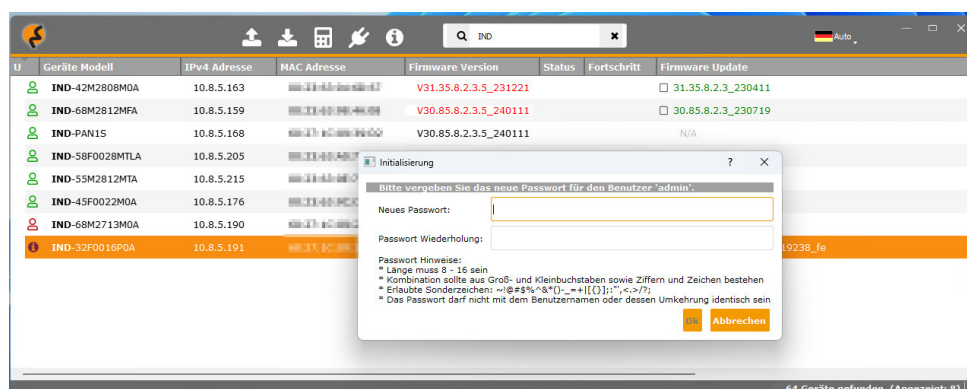 IND
Auto
U Geräte Modell IPv4 Adresse MAC Adresse Firmware Version Status Fortschritt Firmware Update
IND-42M2808M0A 10.8.5.163 V31.35.8.2.3.5_231221 31.35.8.2.3_230411
IND-68M2812MFA 10.8.5.159 V30.85.8.2.3.5_240111 30.85.8.2.3_230719
IND-PAN1S 10.8.5.168 V30.85.8.2.3.5_240111 N/A
IND-58F0028MTLA 10.8.5.205
IND-55M2812MTA 10.8.5.215
IND-45F0022M0A 10.8.5.176
IND-68M2713M0A 10.8.5.190
IND-32F0016P0A 10.8.5.191 19238_fe
Initialisierung ?
Bitte vergeben Sie das neue Passwort für den Benutzer 'admin'.
Neues Passwort:
Passwort Wiederholung:
Passwort Hinweise:
* Länge muss 8 - 16 sein
* Kombination sollte aus Groß- und Kleinbuchstaben sowie Ziffern und Zeichen bestehen
* Erlaubte Sonderzeichen: ~!@#$%^&*()-_=+|[{}];:'",<.>/?;
* Das Passwort darf nicht mit dem Benutzernamen oder dessen Umkehrung identisch sein
Ok Abbrechen
64 Geräte gefunden (Angezeigt: 8)